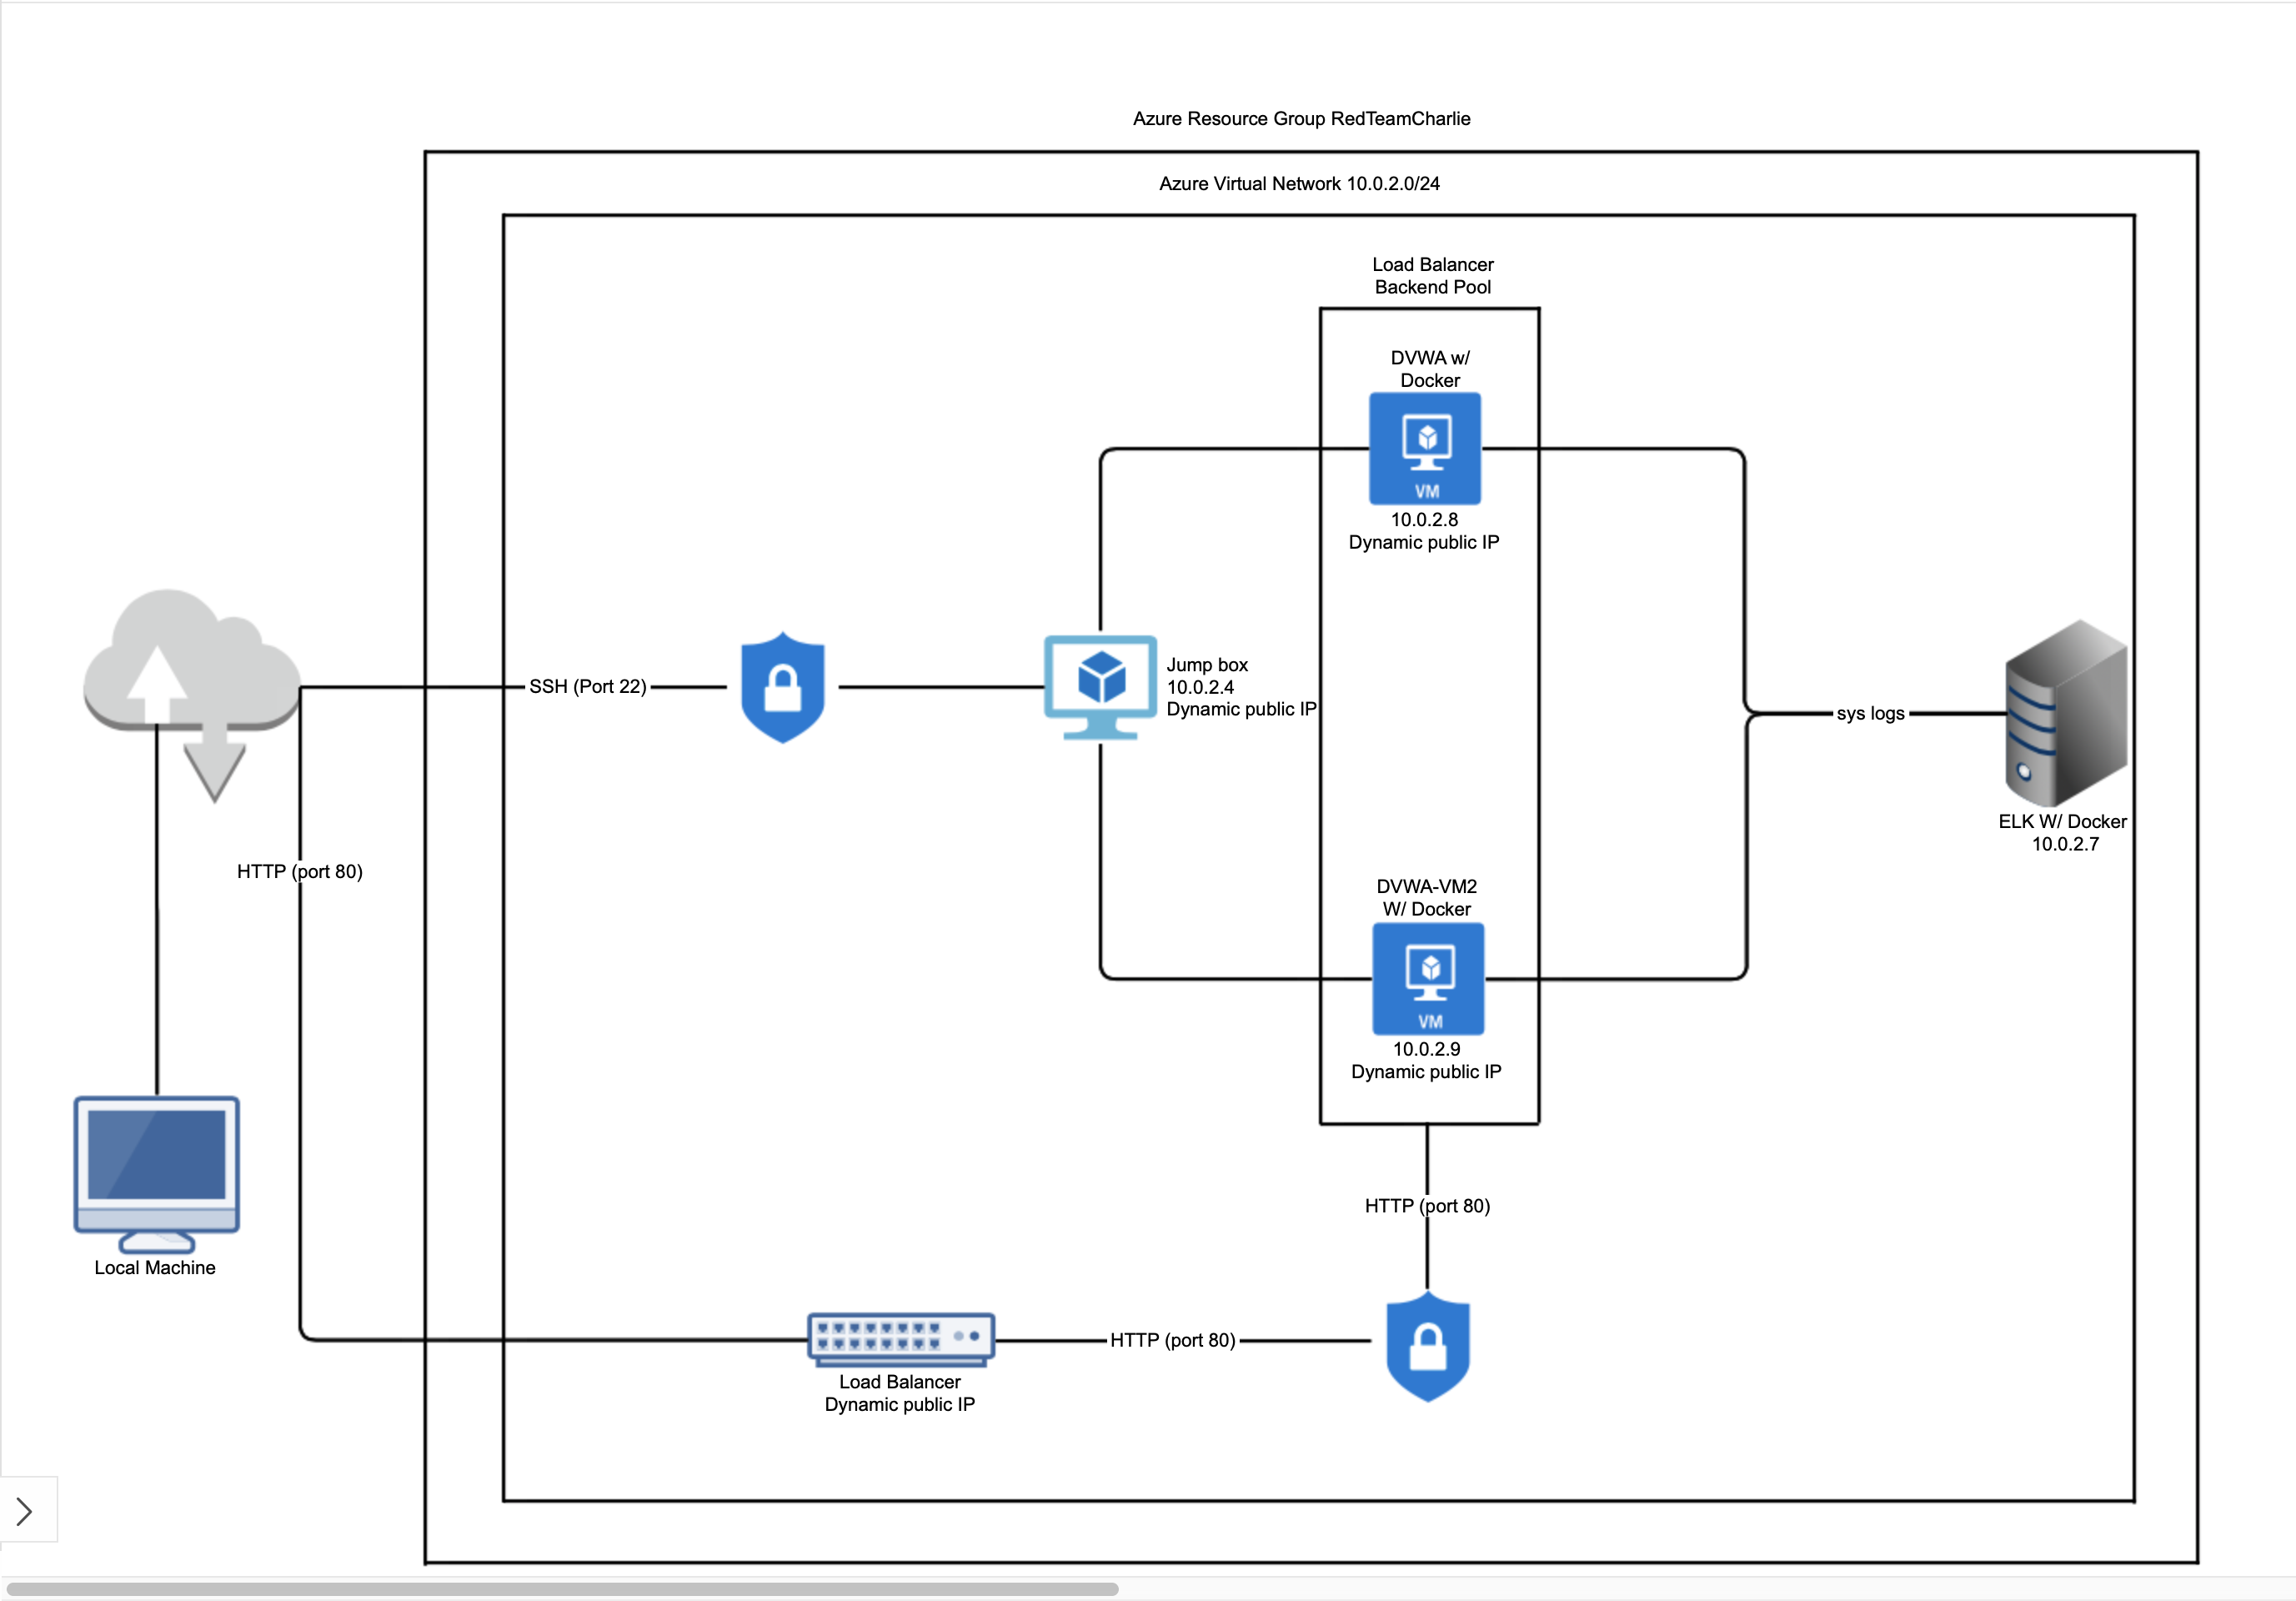 Azure Resource Group RedTeamCharlie
Azure Virtual Network 10.0.2.0/24
Load Balancer
Backend Pool
DVWA w/
Docker
VM
10.0.2.8
Dynamic public IP
SSH (Port 22)
Jump box
10.0.2.4
Dynamic public IP
sys logs
ELK W/ Docker
10.0.2.7
HTTP (port 80)
DVWA-VM2
W/ Docker
VM
10.0.2.9
Dynamic public IP
HTTP (port 80)
Local Machine
HTTP (port 80)
Load Balancer
Dynamic public IP